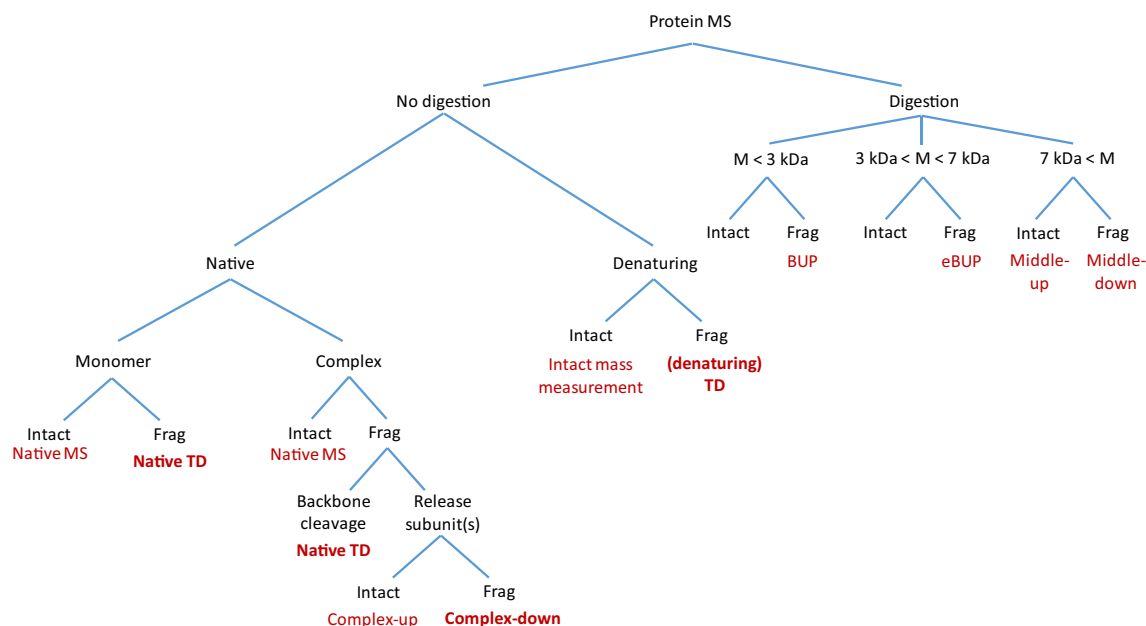 Protein MS
No digestion
Digestion
M < 3 kDa
3 kDa < M < 7 kDa
7 kDa < M
Intact
Frag
BUP
Intact
Frag
eBUP
Intact
Middle-
up
Frag
Middle-
down
Native
Denaturing
Intact
Intact mass
measurement
Frag
(denaturing)
TD
Monomer
Complex
Intact
Native MS
Frag
Native TD
Intact
Native MS
Frag
Backbone
cleavage
Native TD
Release
subunit(s)
Intact
Complex-up
Frag
Complex-down